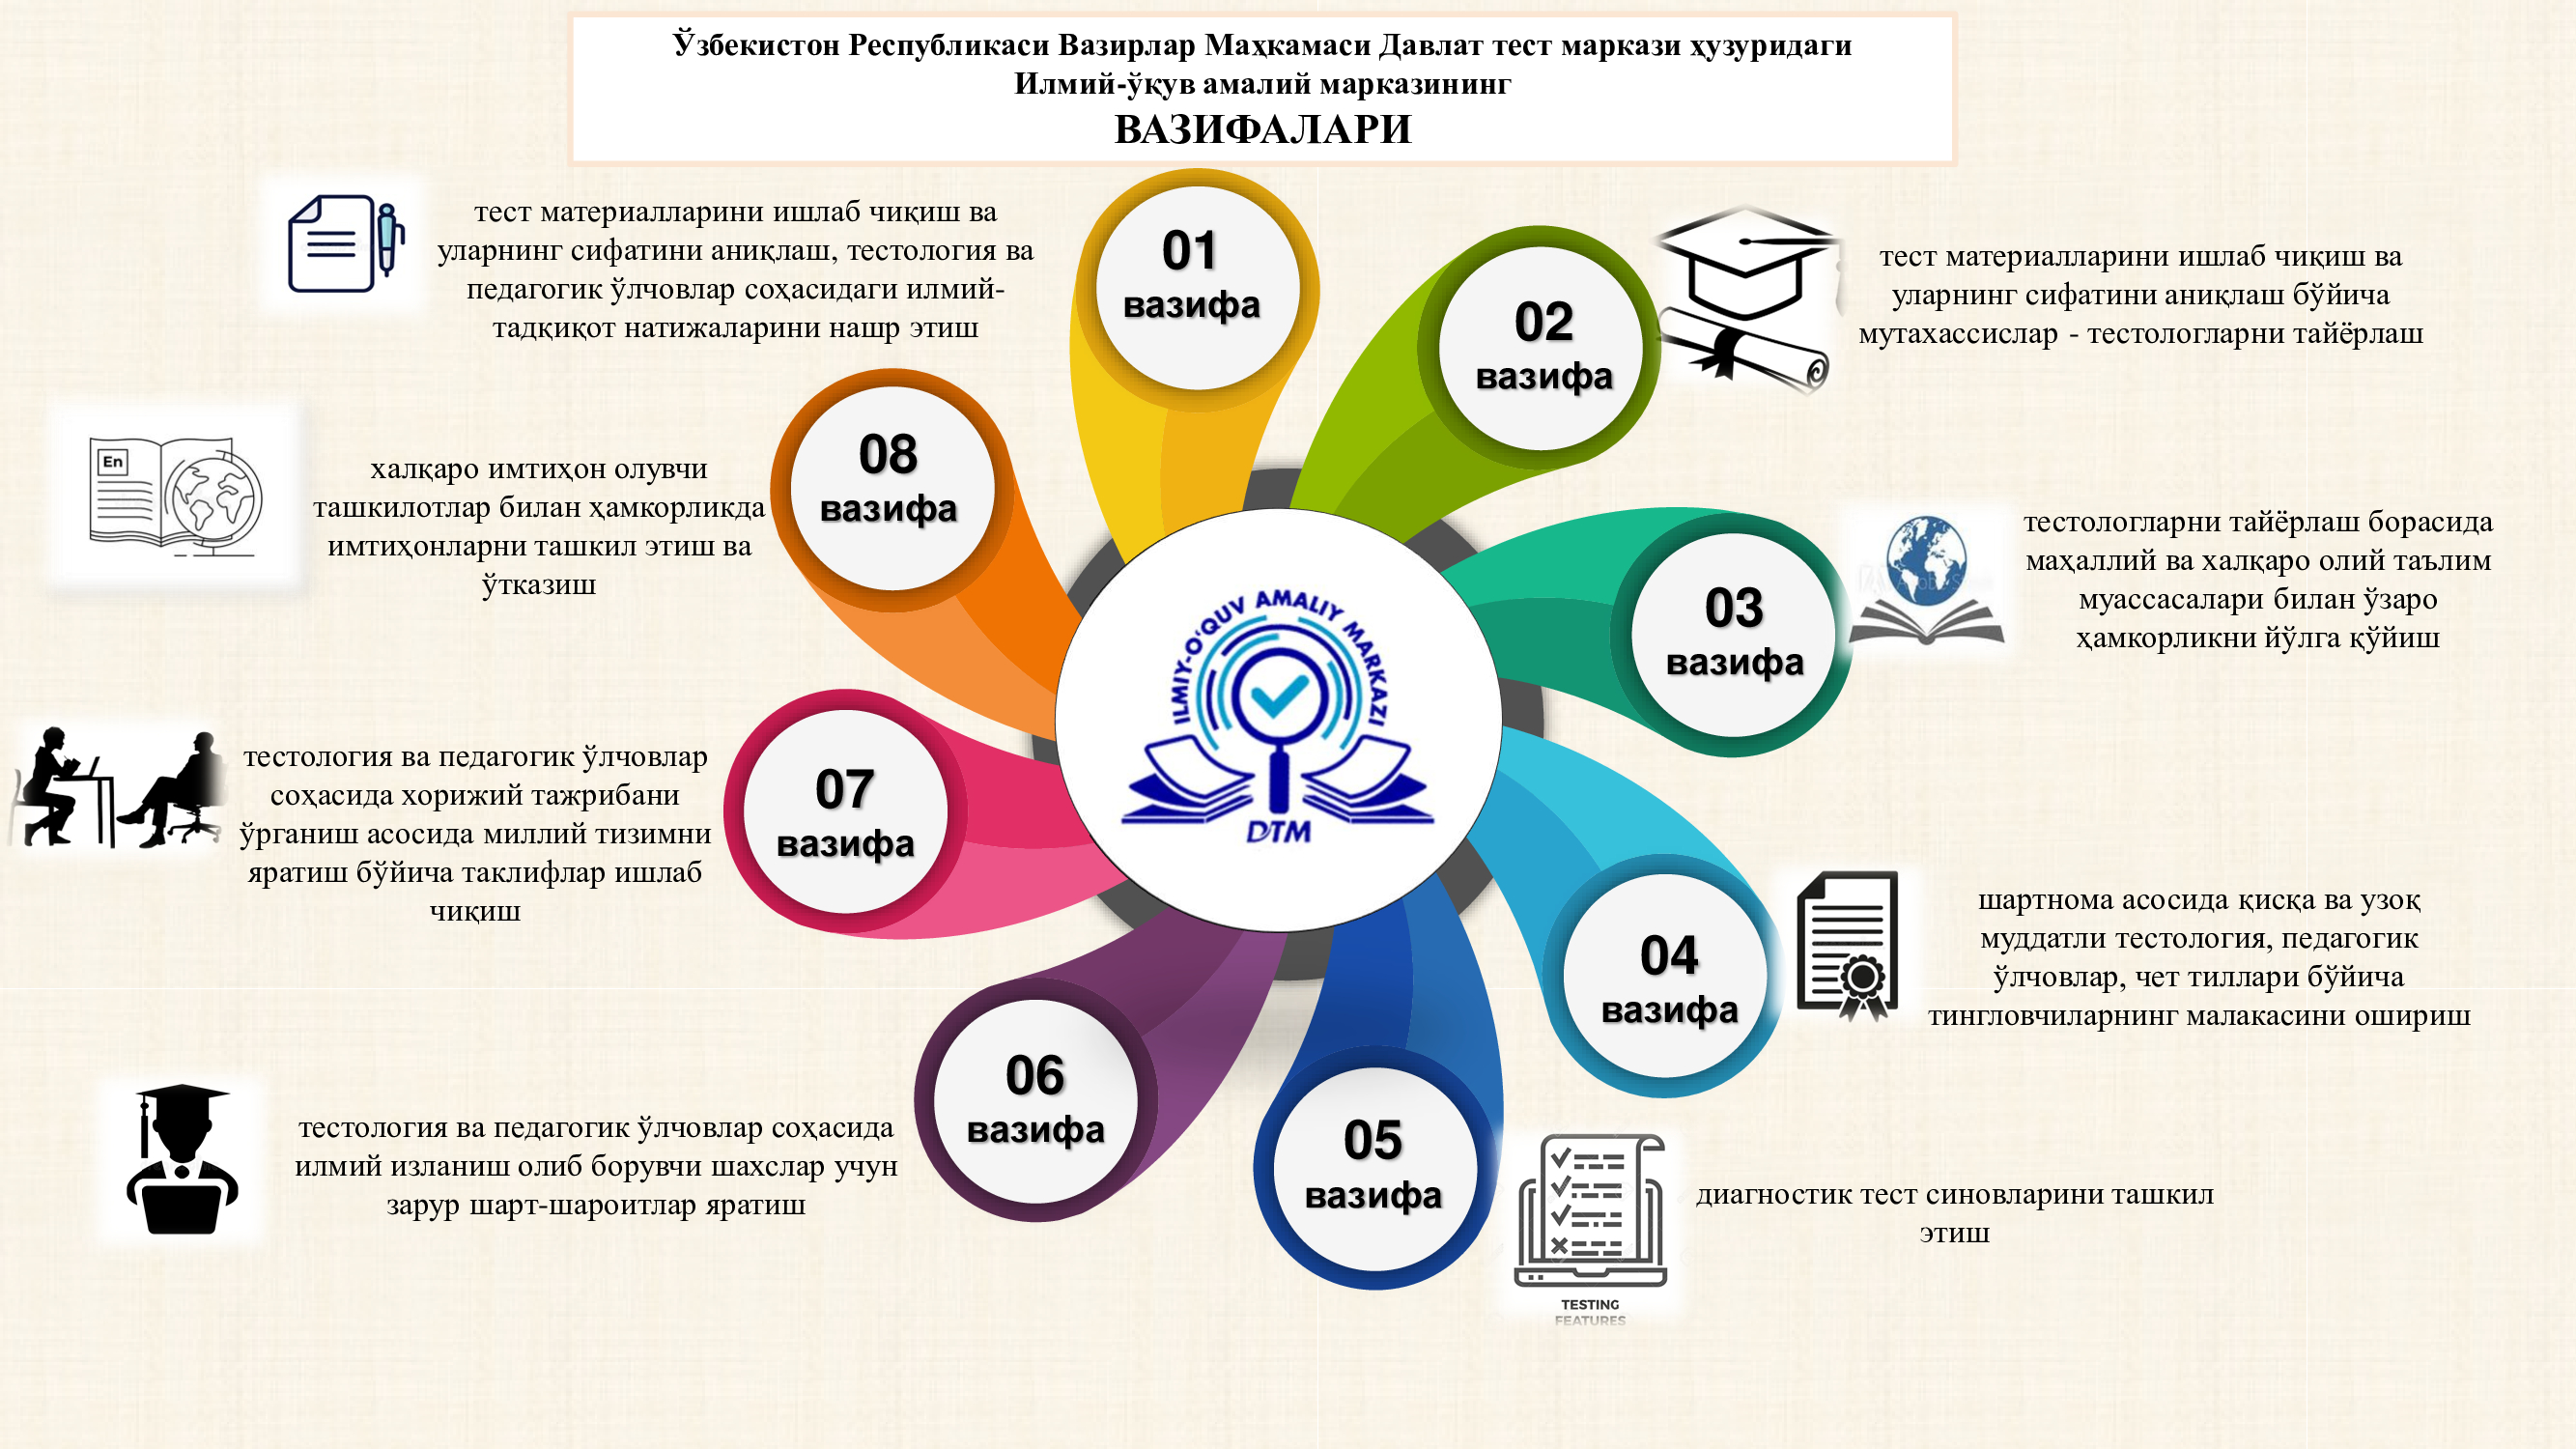 Ўзбекистон Республикаси Вазирлар Маҳкамаси Давлат тест маркази ҳузуридаги
Илмий-ўқув амалий марказининг
ВАЗИФАЛАРИ
01
вазифа
тест материалларини ишлаб чиқиш ва
уларнинг сифатини аниқлаш, тестология ва
педагогик ўлчовлар соҳасидаги илмий-
тадқиқот натижаларини нашр этиш
02
вазифа
тест материалларини ишлаб чиқиш ва
уларнинг сифатини аниқлаш бўйича
мутахассислар - тестологларни тайёрлаш
03
вазифа
тестологларни тайёрлаш борасида
маҳаллий ва халқаро олий таълим
муассасалари билан ўзаро
ҳамкорликни йўлга қўйиш
04
вазифа
шартнома асосида қисқа ва узоқ
муддатли тестология, педагогик
ўлчовлар, чет тиллари бўйича
тингловчиларнинг малакасини ошириш
05
вазифа
TESTING
FEATURES
диагностик тест синовларини ташкил
этиш
06
вазифа
тестология ва педагогик ўлчовлар соҳасида
илмий изланиш олиб борувчи шахслар учун
зарур шарт-шароитлар яратиш
07
вазифа
тестология ва педагогик ўлчовлар
соҳасида хорижий тажрибани
ўрганиш асосида миллий тизимни
яратиш бўйича таклифлар ишлаб
чиқиш
08
вазифа
En
халқаро имтиҳон олувчи
ташкилотлар билан ҳамкорликда
имтиҳонларни ташкил этиш ва
ўтказиш
ILMIY-O'QUV AMALIY MARKAZI
DTM